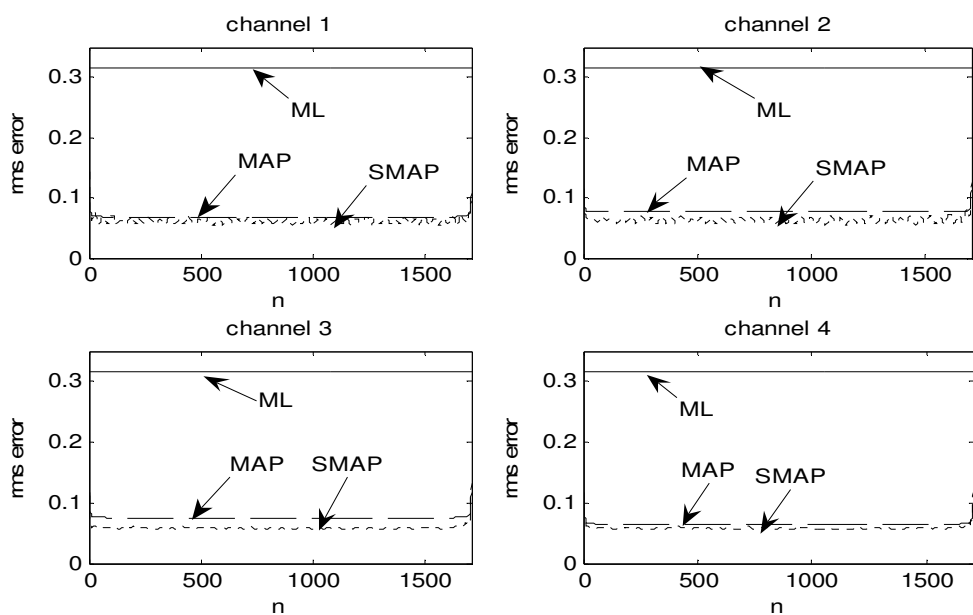 channel 1
rms error
0.3
0.2
0.1
0
ML
MAP
SMAP
0
500
1000
1500
n
channel 2
rms error
0.3
0.2
0.1
0
ML
MAP
SMAP
0
500
1000
1500
n
channel 3
rms error
0.3
0.2
0.1
0
ML
MAP
SMAP
0
500
1000
1500
n
channel 4
rms error
0.3
0.2
0.1
0
ML
MAP
SMAP
0
500
1000
1500
n